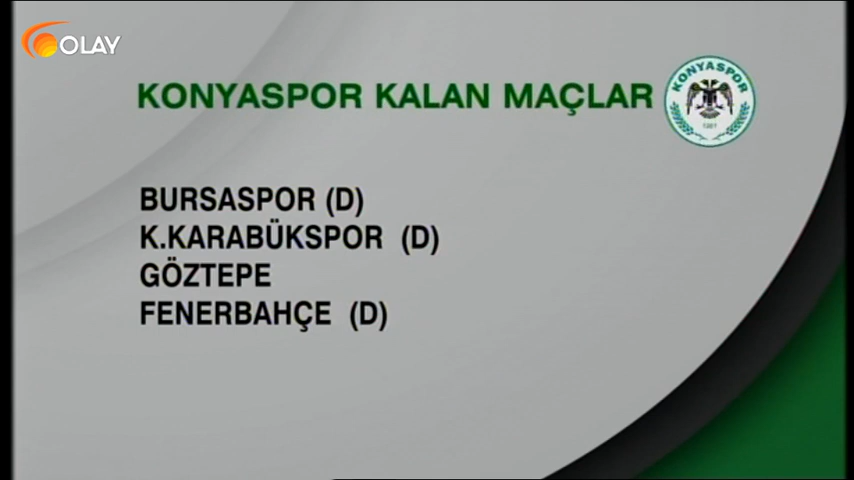 OLAY
KONYASPOR KALAN MAÇLAR
KONYASPOR
BURSASPOR (D)
K.KARABÜKSPOR (D)
GÖZTEPE
FENERBAHÇE (D)